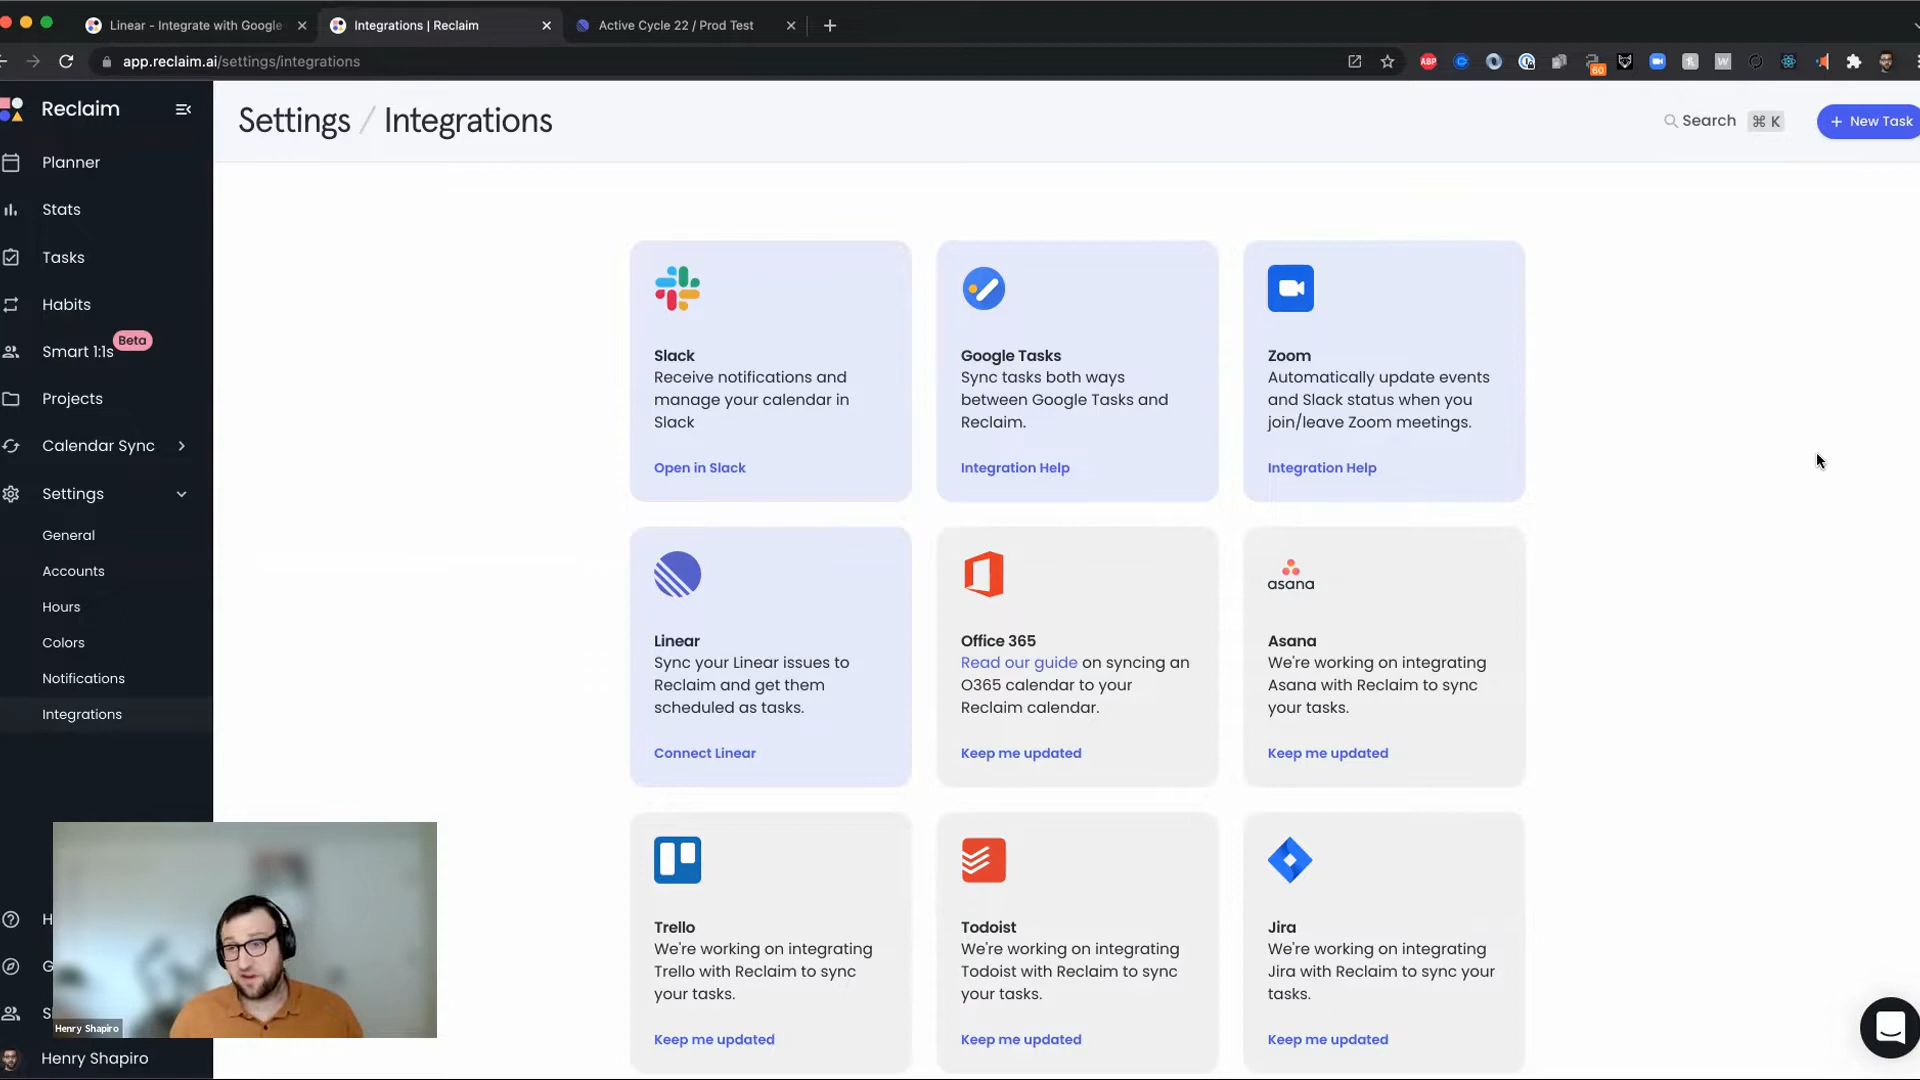 Linear - Integrate with Google
Integrations | Reclaim
Active Cycle 22 / Prod Test
app.reclaim.ai/settings/integrations
ABP
60
W
Reclaim
Settings / Integrations
Search ⌘ K
+ New Task
Planner
Stats
Tasks
Habits
Smart 1:1s
Beta
Projects
Calendar Sync
Settings
General
Accounts
Hours
Colors
Notifications
Integrations
Slack
Receive notifications and
manage your calendar in
Slack
Open in Slack
Google Tasks
Sync tasks both ways
between Google Tasks and
Reclaim.
Integration Help
Zoom
Automatically update events
and Slack status when you
join/leave Zoom meetings.
Integration Help
Linear
Sync your Linear issues to
Reclaim and get them
scheduled as tasks.
Connect Linear
Office 365
Read our guide on syncing an
O365 calendar to your
Reclaim calendar.
Keep me updated
asana
Asana
We're working on integrating
Asana with Reclaim to sync
your tasks.
Keep me updated
Trello
We're working on integrating
Trello with Reclaim to sync
your tasks.
Keep me updated
Todoist
We're working on integrating
Todoist with Reclaim to sync
your tasks.
Keep me updated
Jira
We're working on integrating
Jira with Reclaim to sync your
tasks.
Keep me updated
H
G
S
Henry Shapiro
Henry Shapiro